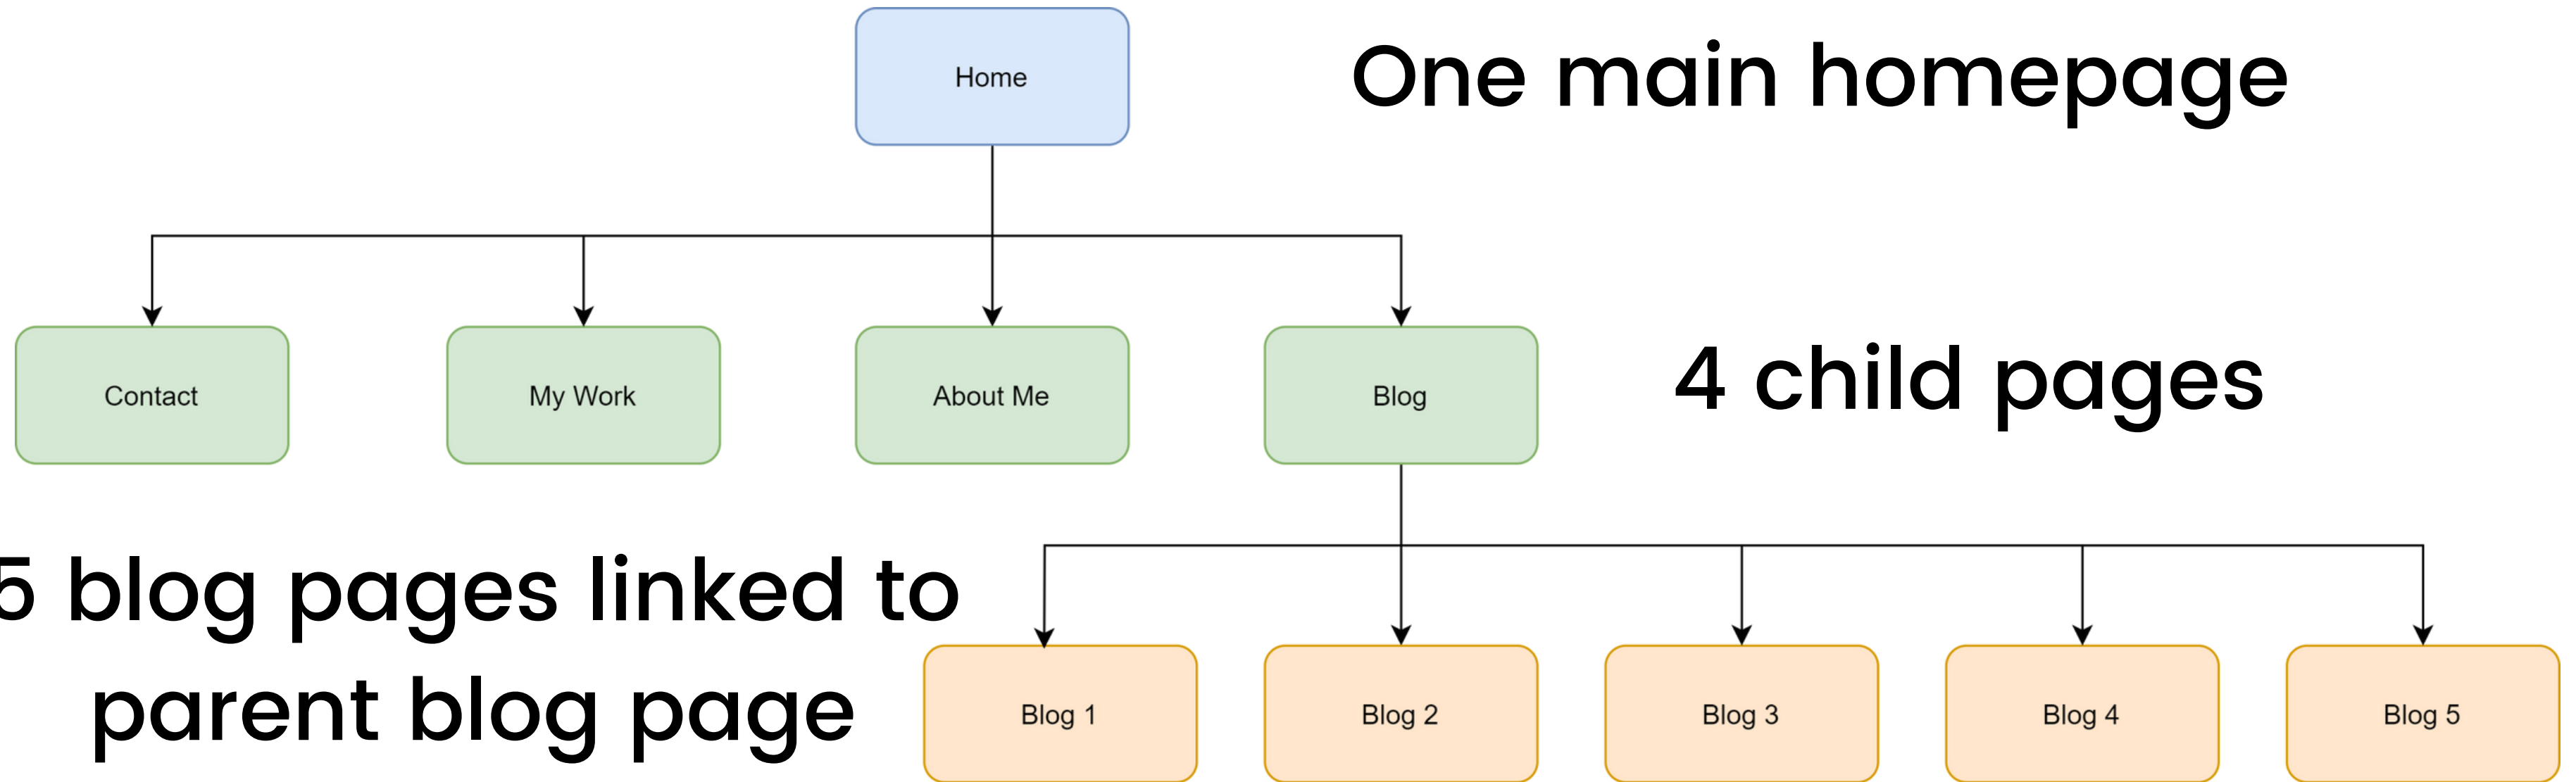 Home
One main homepage
Contact
My Work
About Me
Blog
4 child pages
5 blog pages linked to
parent blog page
Blog 1
Blog 2
Blog 3
Blog 4
Blog 5